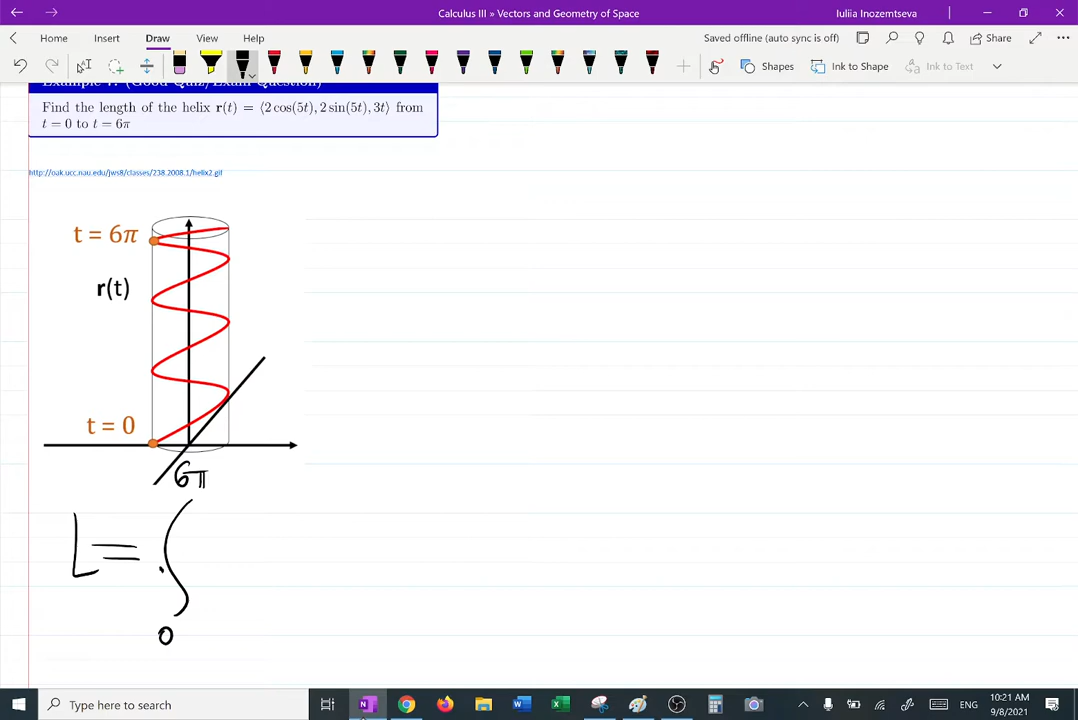 Calculus III » Vectors and Geometry of Space
Iuliia Inozemtseva
Home Insert Draw View Help
Saved offline (auto sync is off)
Share
Shapes
Ink to Shape
Ink to Text
Find the length of the helix r(t) = ⟨2 cos(5t), 2 sin(5t), 3t⟩ from
t = 0 to t = 6π
http://oak.ucc.nau.edu/jws8/classes/238.2008.1/helix2.gif
t = 6π
r(t)
t = 0
6π
L = ∫
0
Type here to search
ENG
10:21 AM
9/8/2021